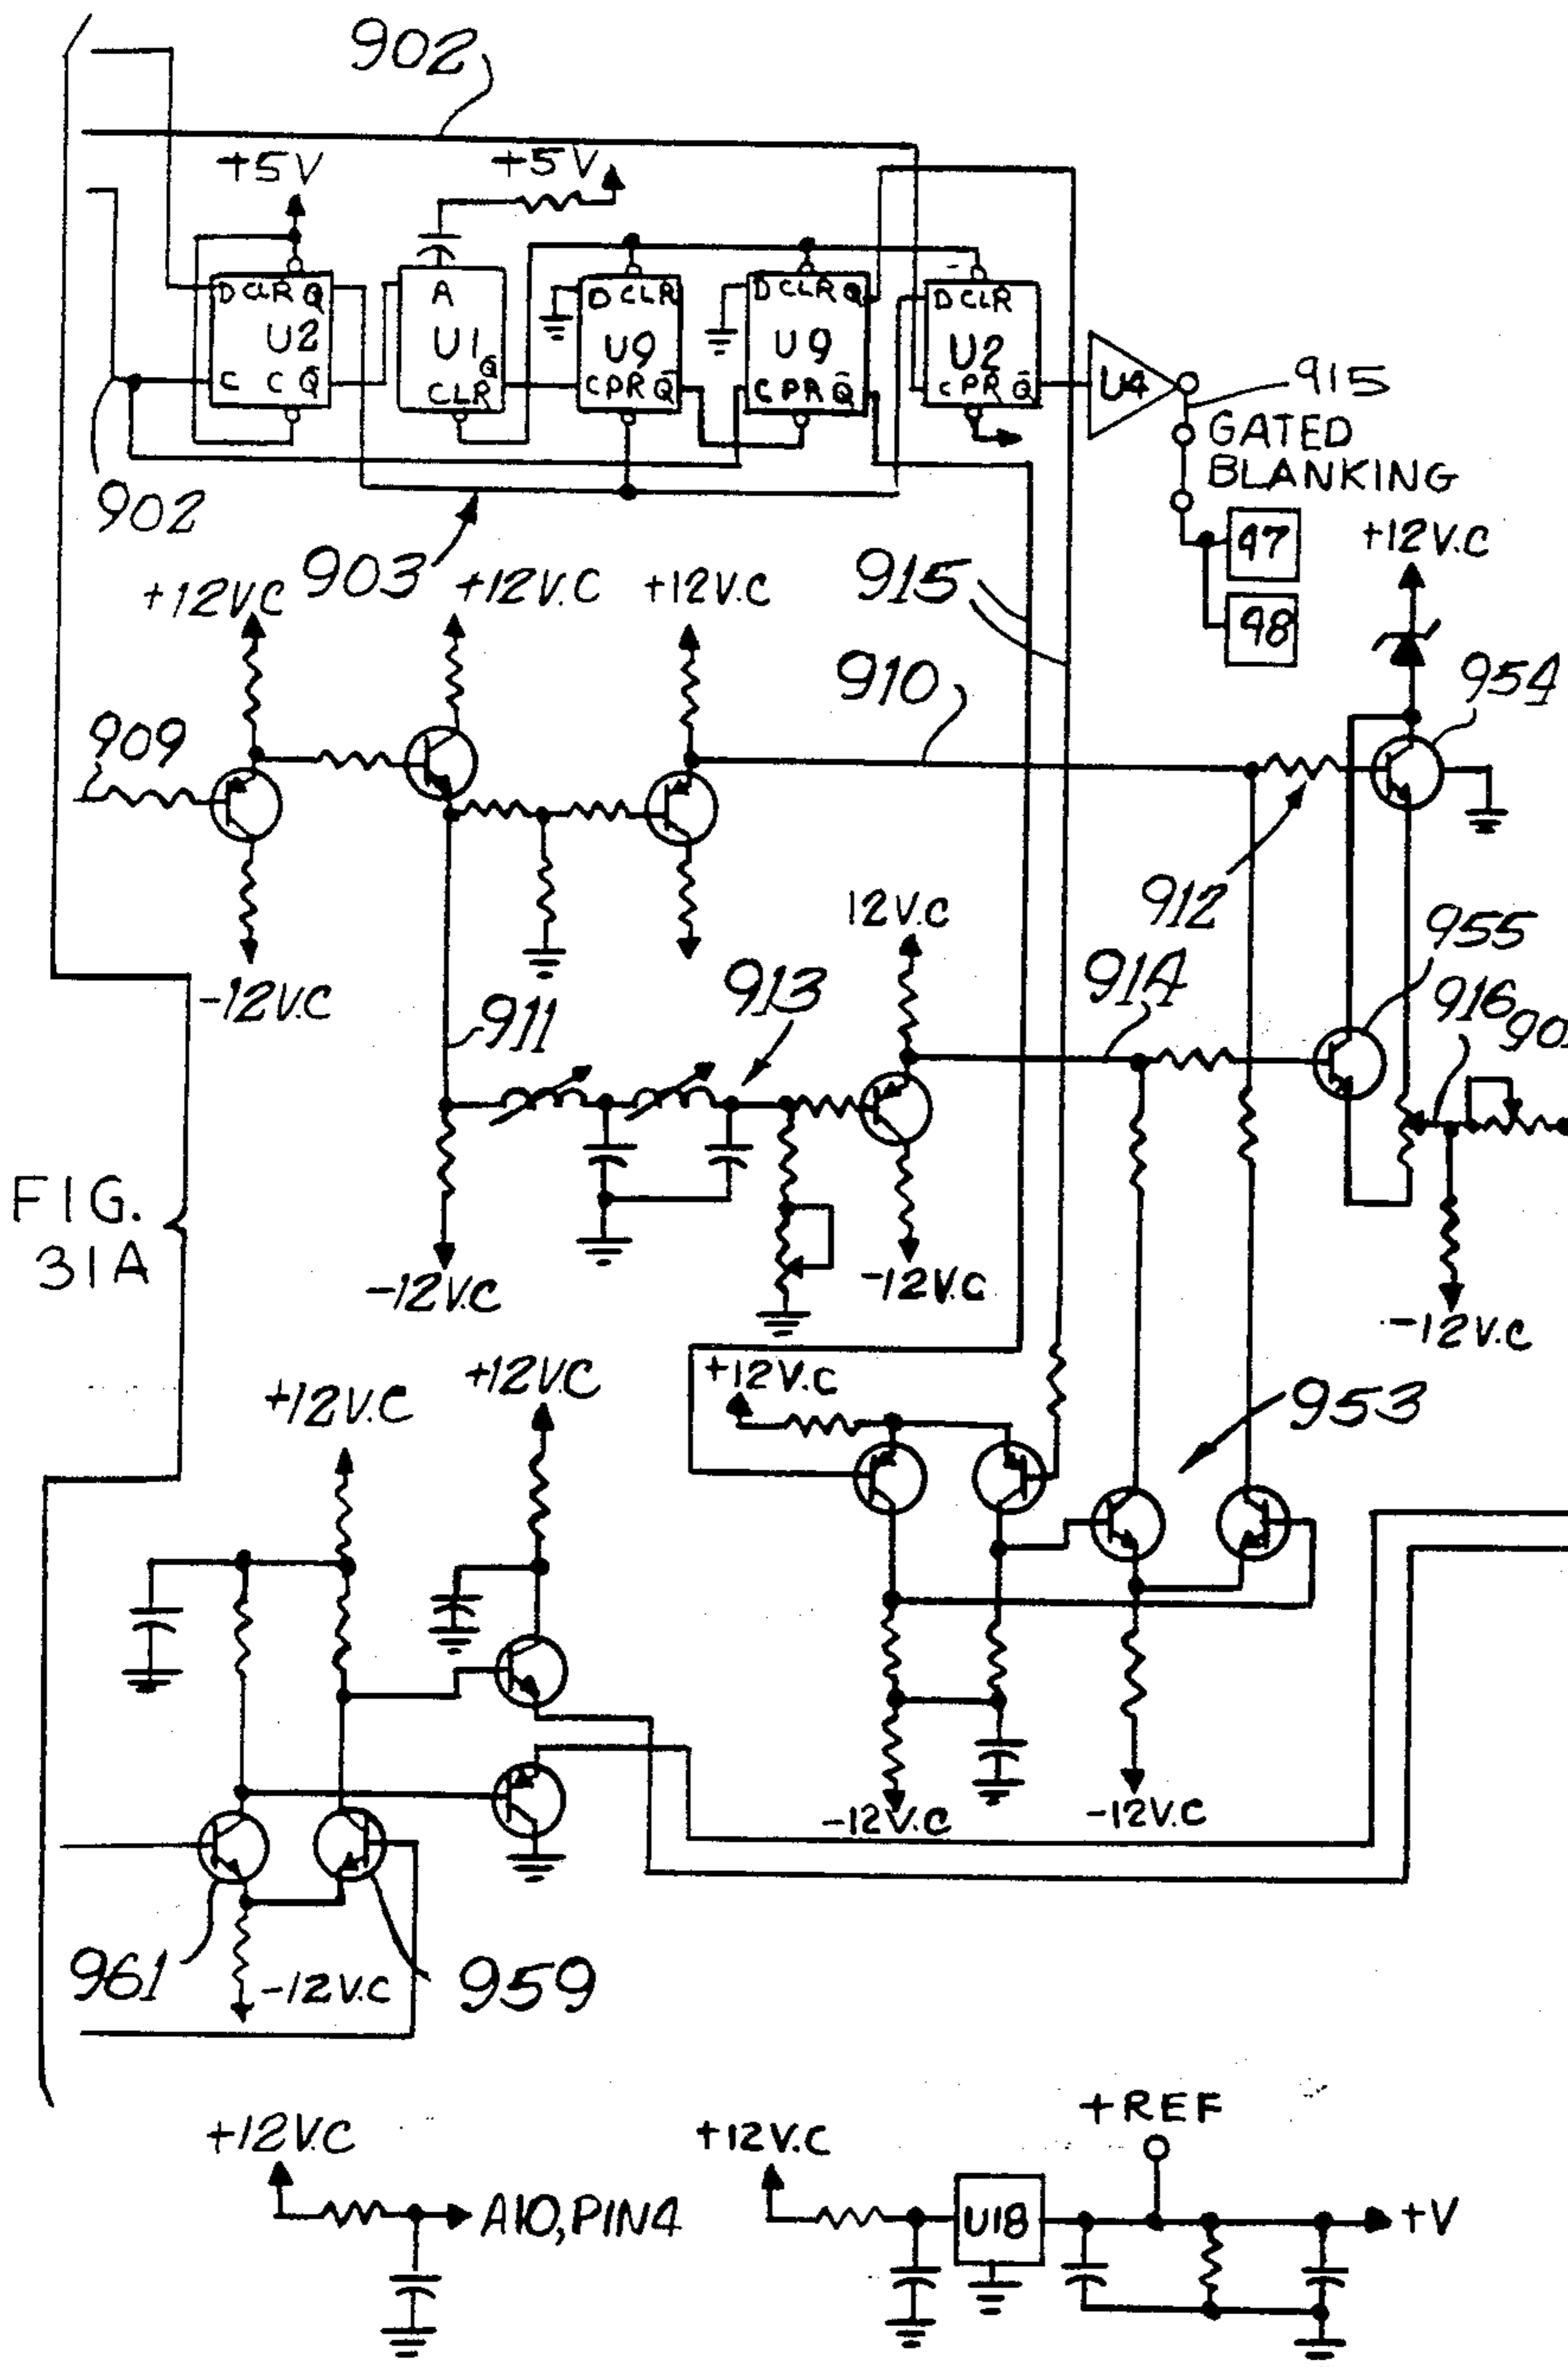 902
+5V
+5V
D CLR Q
U2
C C Q̄
A
U1
Q̄
CLR
D CLR
U9
C PR Q̄
D CLR Q
U9
C PR Q̄
D CLR
U2
C PR Q̄
U4
915
GATED
BLANKING
902
903
47
48
+12V.C
+12V.C
+12V.C
+12V.C
915
910
954
909
912
12V.C
955
914
916
-12V.C
913
911
FIG.
31A
-12V.C
-12V.C
-12V.C
+12V.C
+12V.C
+12V.C
953
-12V.C
-12V.C
961
-12V.C
959
+REF
+12V.C
+12V.C
A10,PIN4
U18
+V